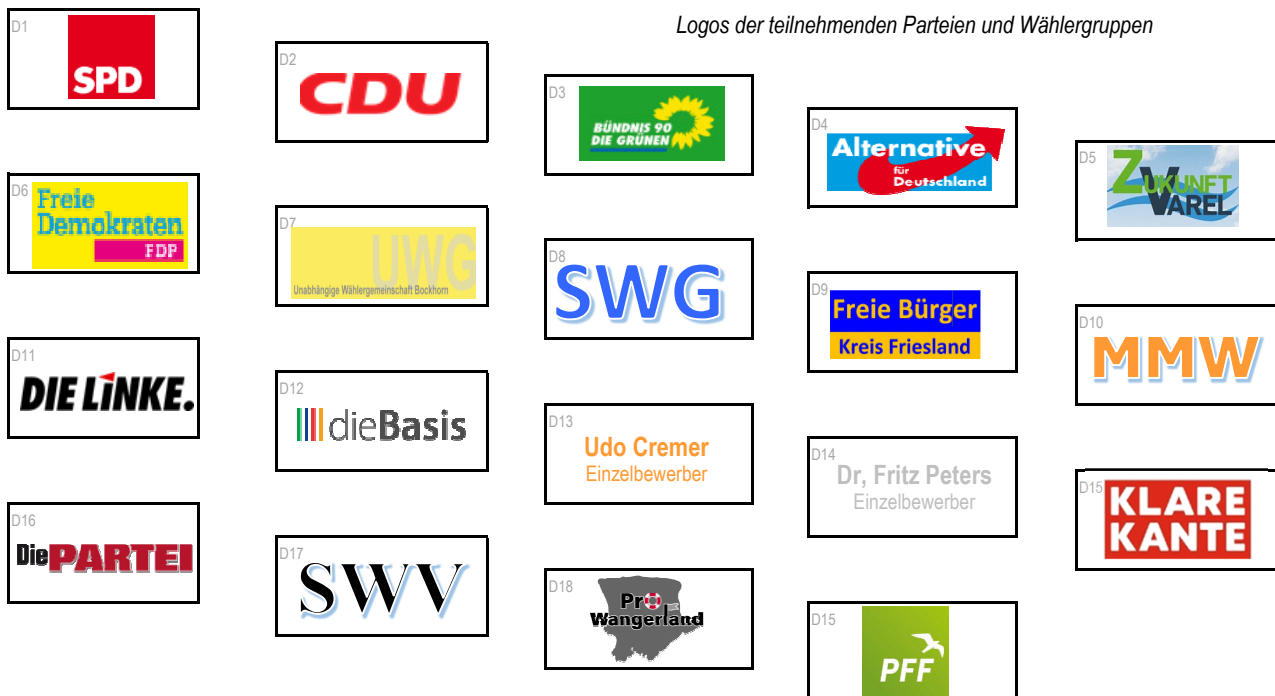 Logos der teilnehmenden Parteien und Wählergruppen
D1
SPD
D2
CDU
D3
BÜNDNIS 90
DIE GRÜNEN
D4
Alternative
für
Deutschland
D5
ZUKUNFT
VAREL
D6
Freie
Demokraten
FDP
D7
UWG
Unabhängige Wählergemeinschaft Bockhorn
D8
SWG
D9
Freie Bürger
Kreis Friesland
D10
MMW
D11
DIE LiNKE.
D12
dieBasis
D13
Udo Cremer
Einzelbewerber
D14
Dr, Fritz Peters
Einzelbewerber
D15
KLARE
KANTE
D16
Die PARTEI
D17
SWV
D18
Pro
Wangerland
D15
PFF